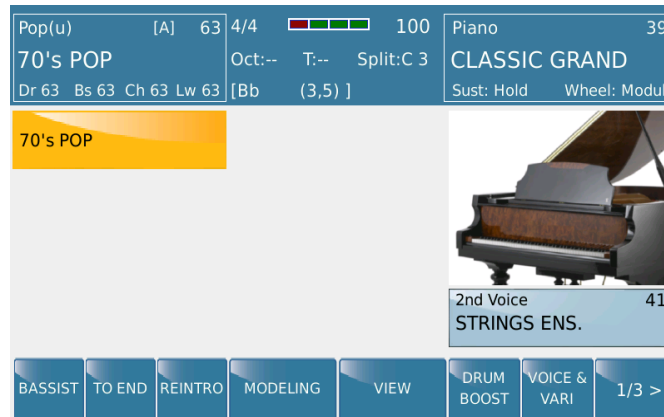 Pop(u) [A] 63
70's POP
Dr 63 Bs 63 Ch 63 Lw 63
4/4 100
Oct:-- T:-- Split:C 3
[Bb (3,5) ]
Piano 39
CLASSIC GRAND
Sust: Hold Wheel: Modul
70's POP
2nd Voice 41
STRINGS ENS.
BASSIST
TO END
REINTRO
MODELING
VIEW
DRUM
BOOST
VOICE &
VARI
1/3 >